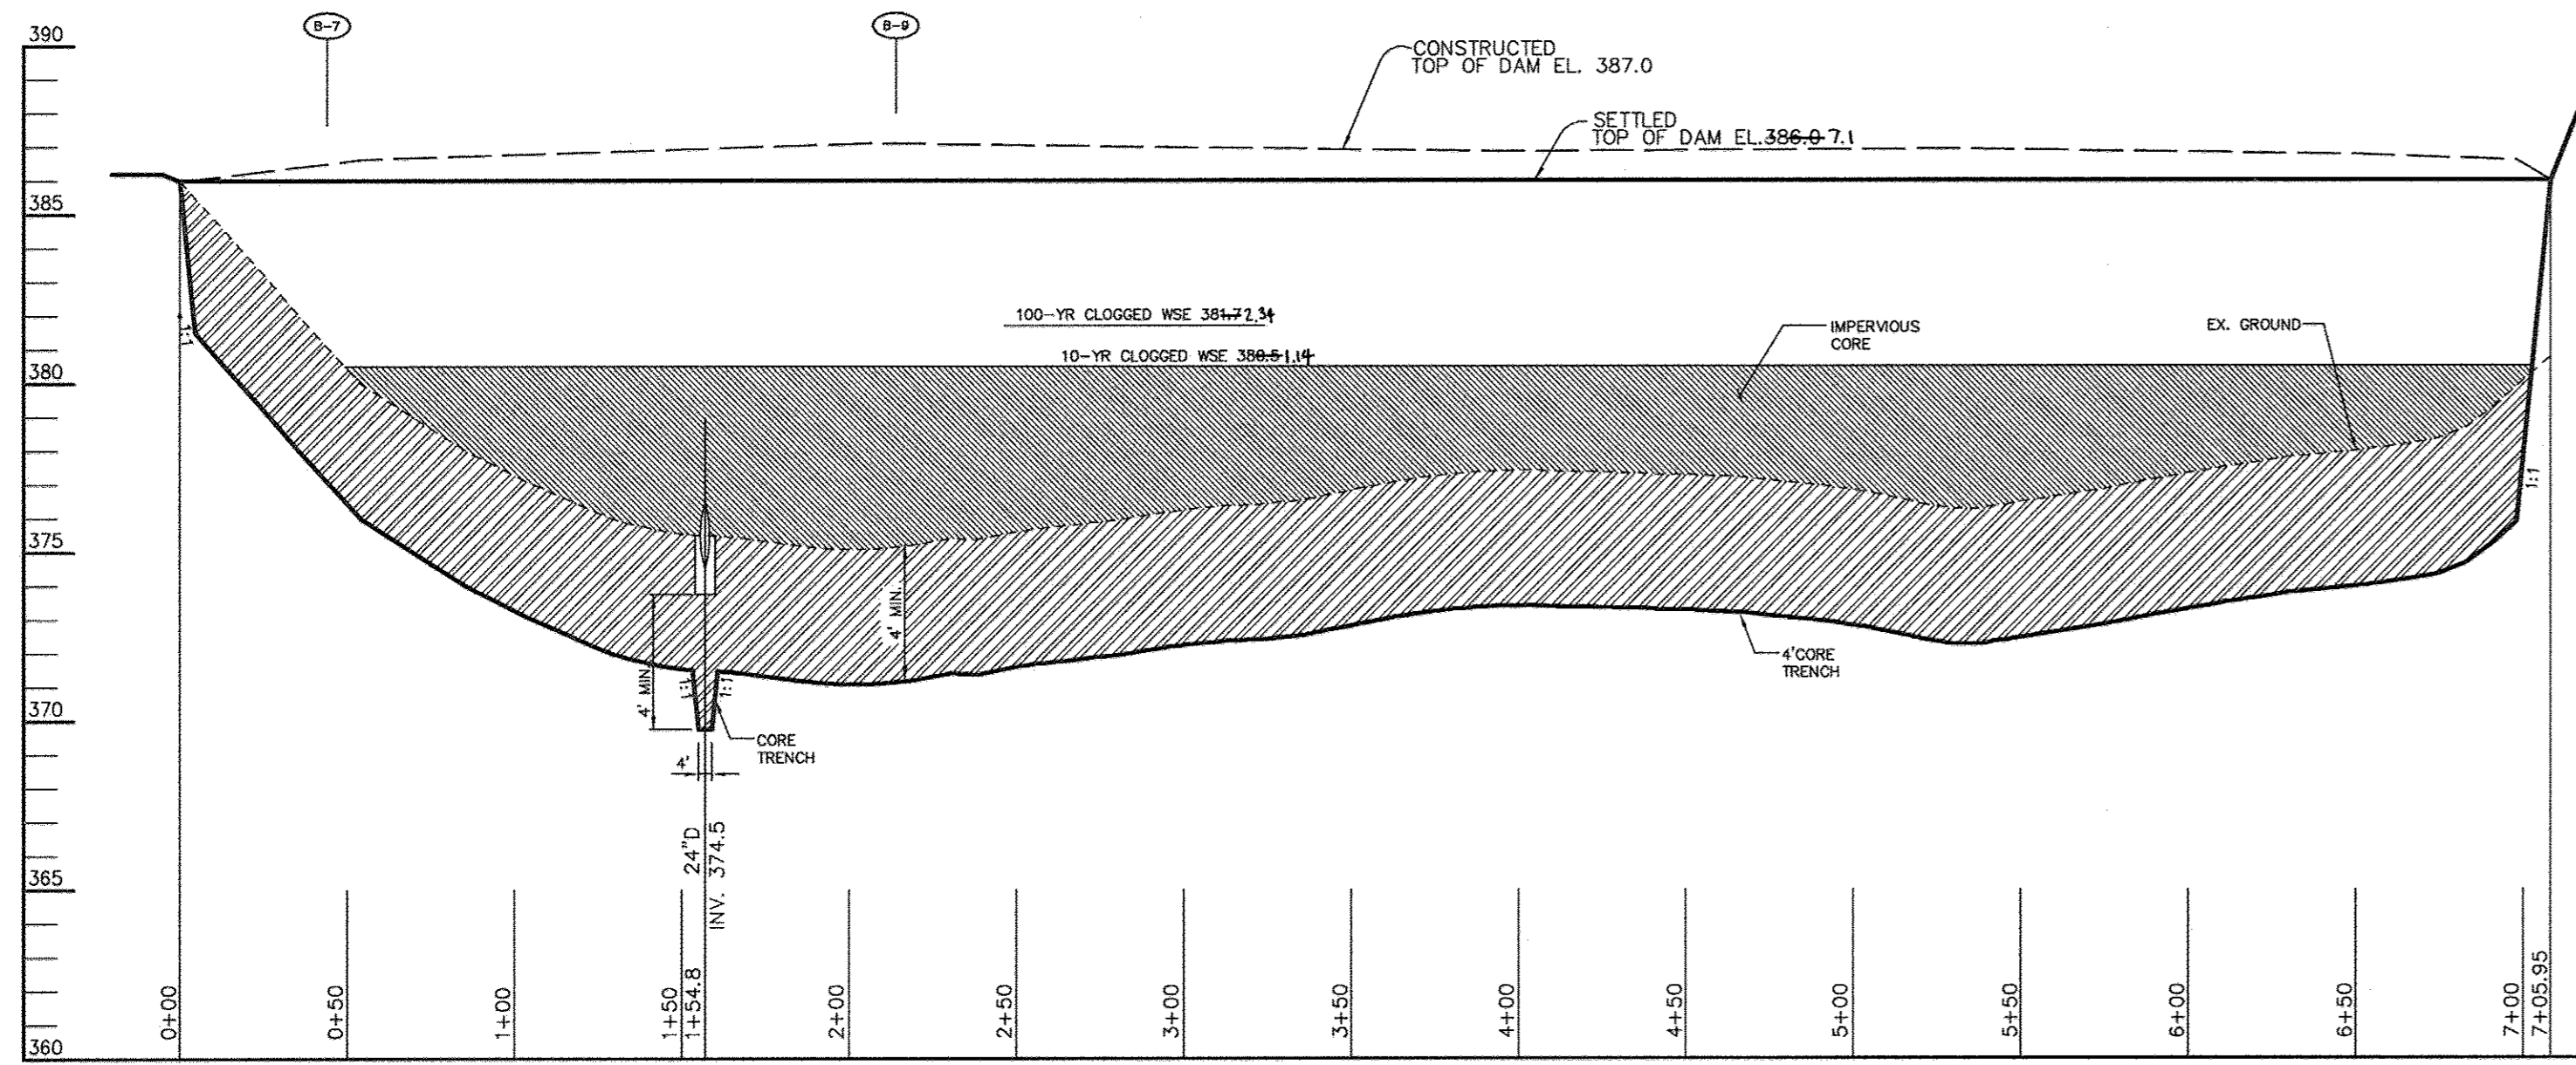 B-7
B-9
390
CONSTRUCTED
TOP OF DAM EL. 387.0
SETTLED
TOP OF DAM EL. 386.0 7.1
385
100-YR CLOGGED WSE 381.7 2.34
10-YR CLOGGED WSE 380.5 1.14
IMPERVIOUS
CORE
EX. GROUND
1:1
380
1:1
375
4' MIN.
4' MIN.
1:1
1:1
4'CORE
TRENCH
370
CORE
TRENCH
4'
24"D
INV. 374.5
365
0+00
0+50
1+00
1+50
1+54.8
2+00
2+50
3+00
3+50
4+00
4+50
5+00
5+50
6+00
6+50
7+00
7+05.95
360